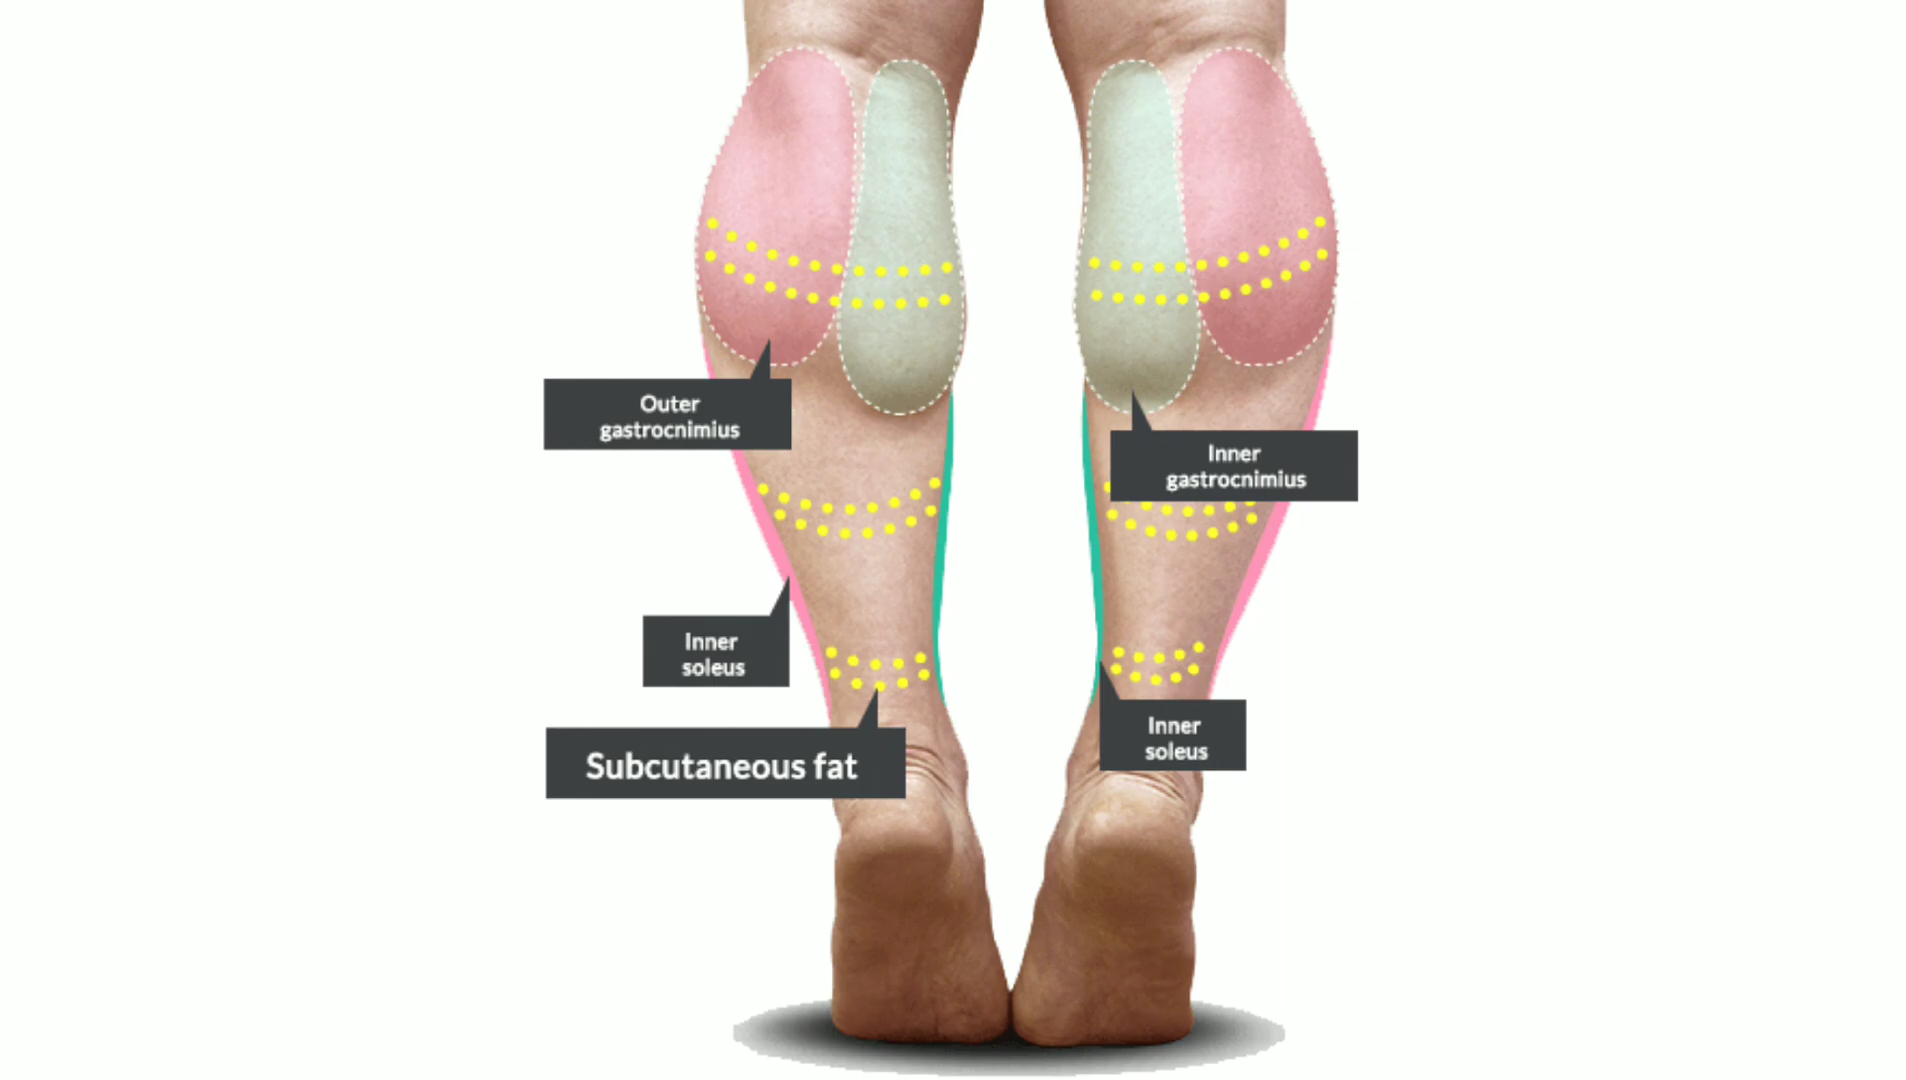 Outer
gastrocnimius
Inner
gastrocnimius
Inner
soleus
Inner
soleus
Subcutaneous fat